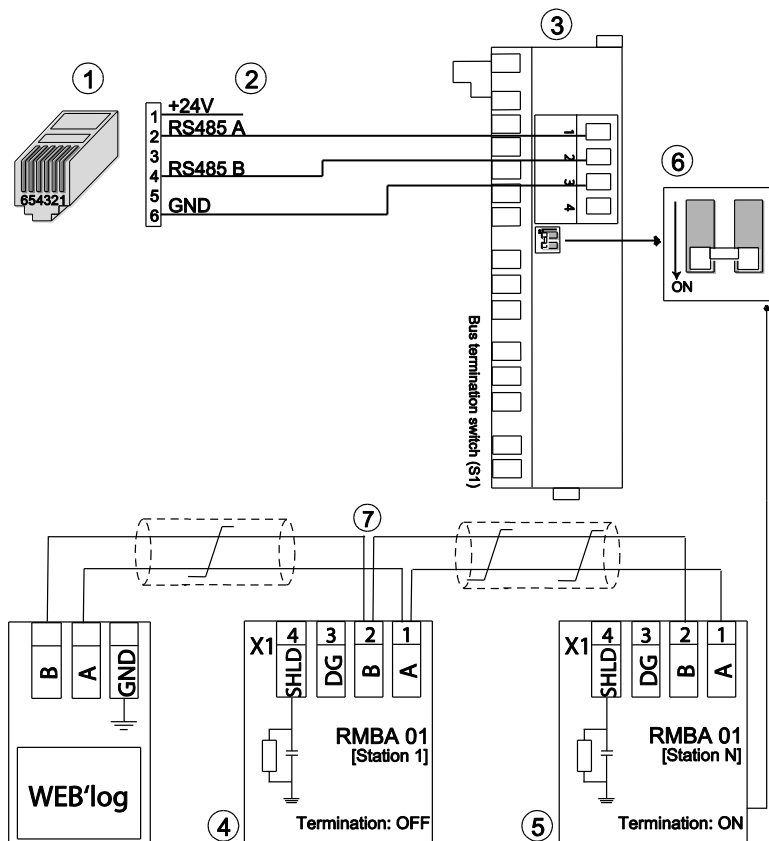 3
1
2
+24V
1
RS485 A
2
3
RS485 B
4
5
GND
6
654321
1
2
3
4
6
ON
Bus termination switch (S1)
7
B
A
GND
WEB'log
X1
4
3
2
1
SHLD
DG
B
A
RMBA 01
[Station 1]
Termination: OFF
4
X1
4
3
2
1
SHLD
DG
B
A
RMBA 01
[Station N]
Termination: ON
5